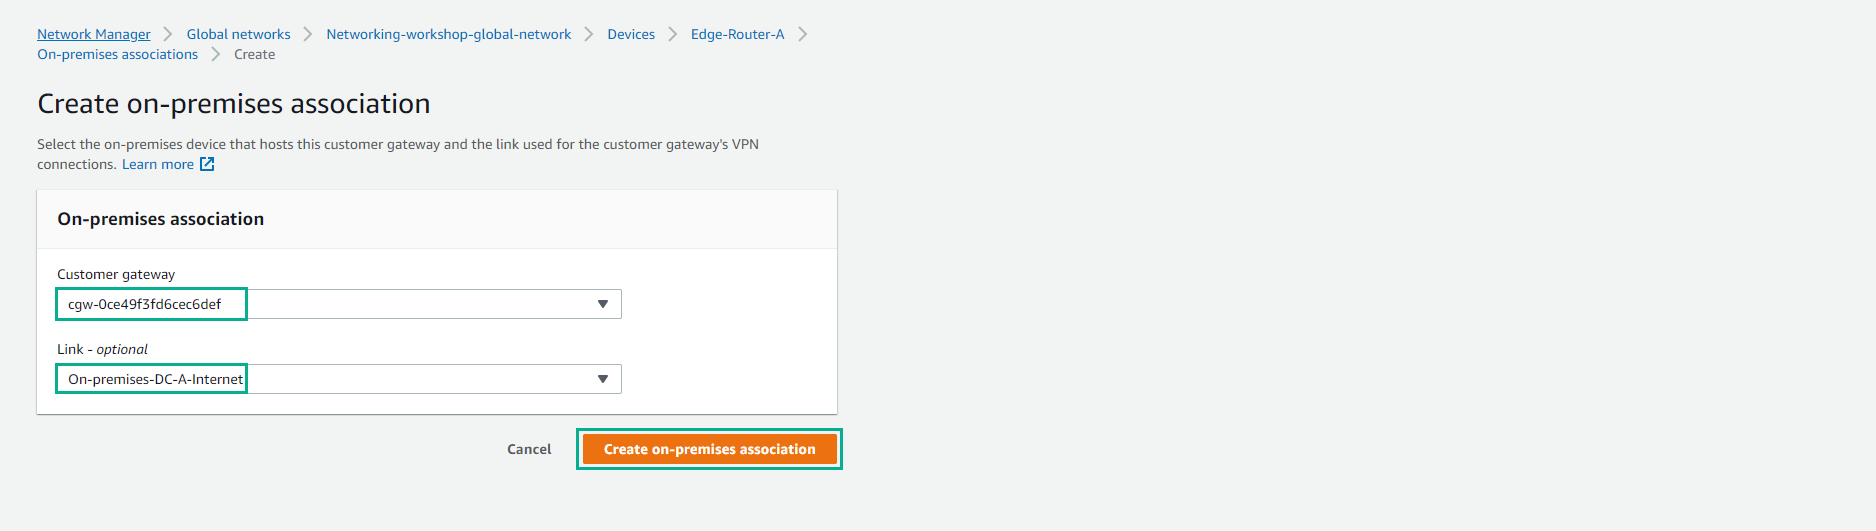 Network Manager > Global networks > Networking-workshop-global-network > Devices > Edge-Router-A >
On-premises associations > Create
Create on-premises association
Select the on-premises device that hosts this customer gateway and the link used for the customer gateway's VPN
connections. Learn more
On-premises association
Customer gateway
cgw-0ce49f3fd6cec6def
Link - optional
On-premises-DC-A-Internet
Cancel
Create on-premises association